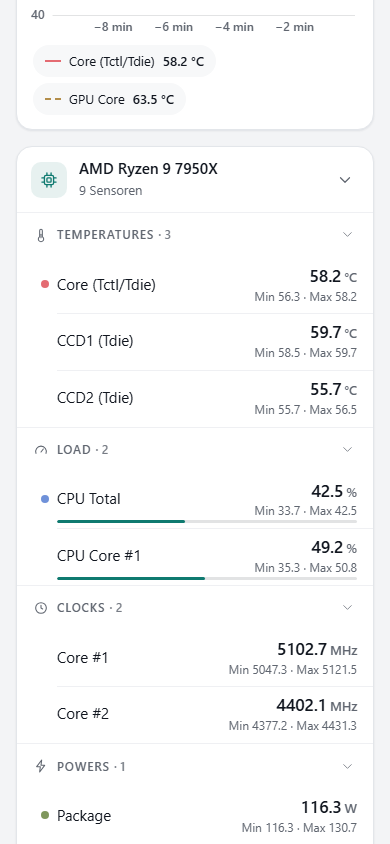 40
−8 min −6 min −4 min −2 min
Core (Tctl/Tdie) 58.2 °C
GPU Core 63.5 °C
AMD Ryzen 9 7950X
9 Sensoren
TEMPERATURES · 3
Core (Tctl/Tdie) 58.2 °C
Min 56.3 · Max 58.2
CCD1 (Tdie) 59.7 °C
Min 58.5 · Max 59.7
CCD2 (Tdie) 55.7 °C
Min 55.7 · Max 56.5
LOAD · 2
CPU Total 42.5 %
Min 33.7 · Max 42.5
CPU Core #1 49.2 %
Min 35.3 · Max 50.8
CLOCKS · 2
Core #1 5102.7 MHz
Min 5047.3 · Max 5121.5
Core #2 4402.1 MHz
Min 4377.2 · Max 4431.3
POWERS · 1
Package 116.3 W
Min 116.3 · Max 130.7